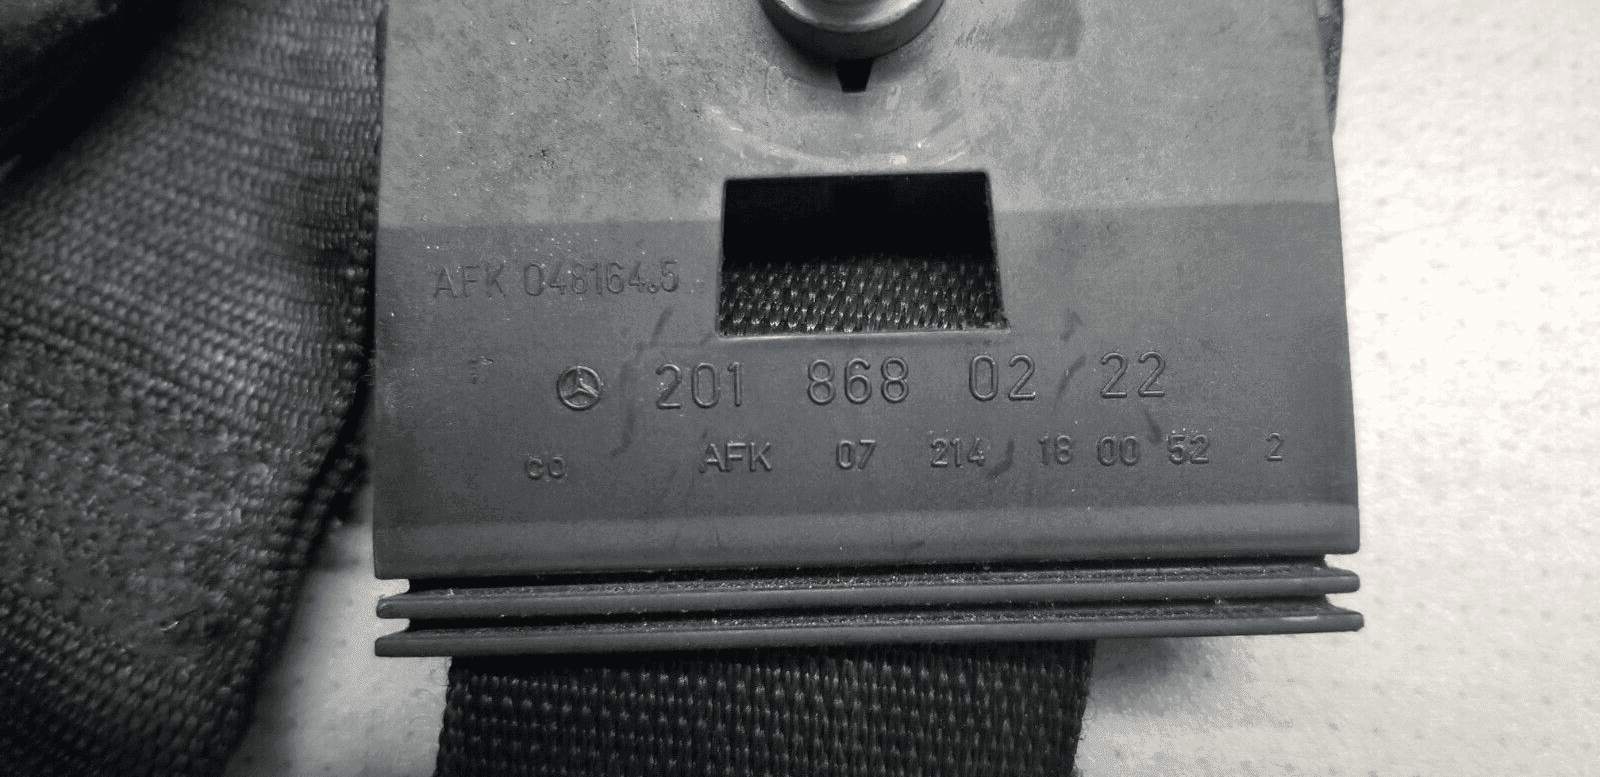 AFK 048164.5
201 868 02 22
co AFK 07 214 18 00 52 2